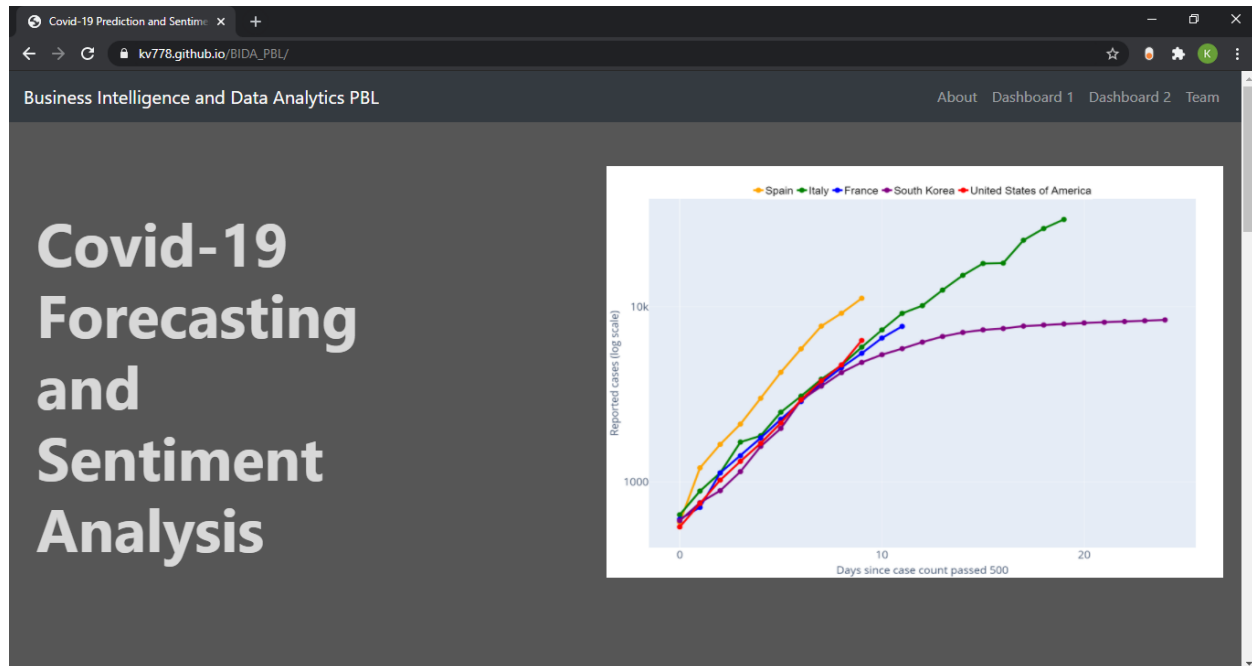 Covid-19 Prediction and Sentime
kv778.github.io/BIDA_PBL/
K
Business Intelligence and Data Analytics PBL
About Dashboard 1 Dashboard 2 Team
Covid-19
Forecasting
and
Sentiment
Analysis
Spain Italy France South Korea United States of America
Reported cases (log scale)
10k
1000
0 10 20
Days since case count passed 500